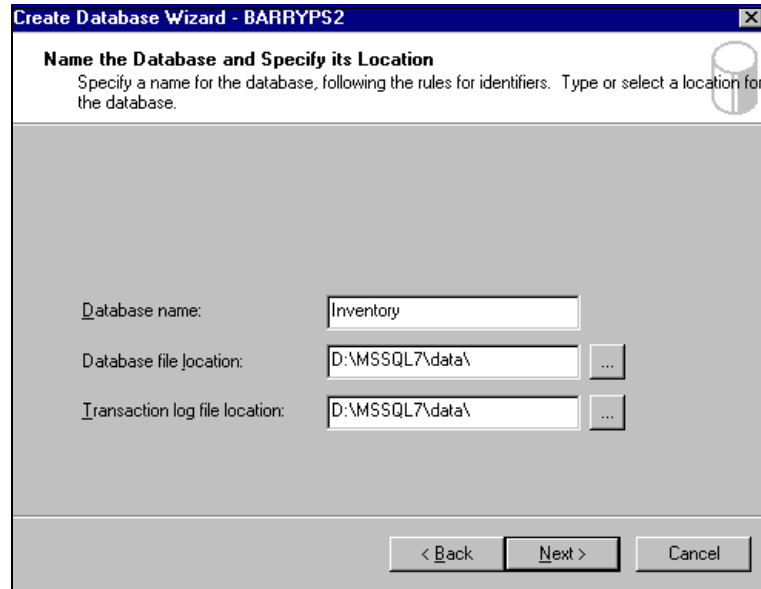 Create Database Wizard - BARRYPS2
Name the Database and Specify its Location
Specify a name for the database, following the rules for identifiers. Type or select a location for
the database.
Database name:
Inventory
Database file location:
D:\MSSQL7\data\
...
Transaction log file location:
D:\MSSQL7\data\
...
< Back
Next >
Cancel